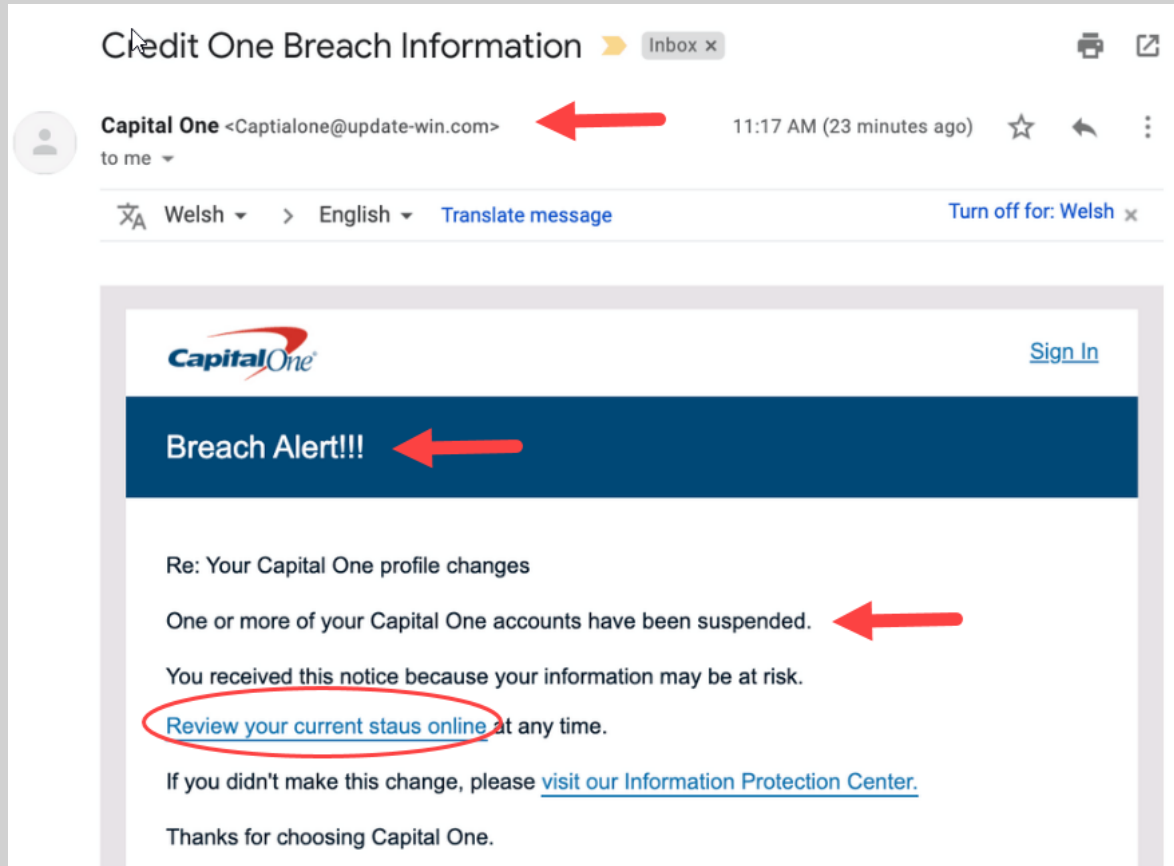 Credit One Breach Information Inbox x
Capital One <Captialone@update-win.com> 11:17 AM (23 minutes ago)
to me
Welsh > English Translate message Turn off for: Welsh x
CapitalOne® Sign In
Breach Alert!!!
Re: Your Capital One profile changes
One or more of your Capital One accounts have been suspended.
You received this notice because your information may be at risk.
Review your current staus online at any time.
If you didn't make this change, please visit our Information Protection Center.
Thanks for choosing Capital One.